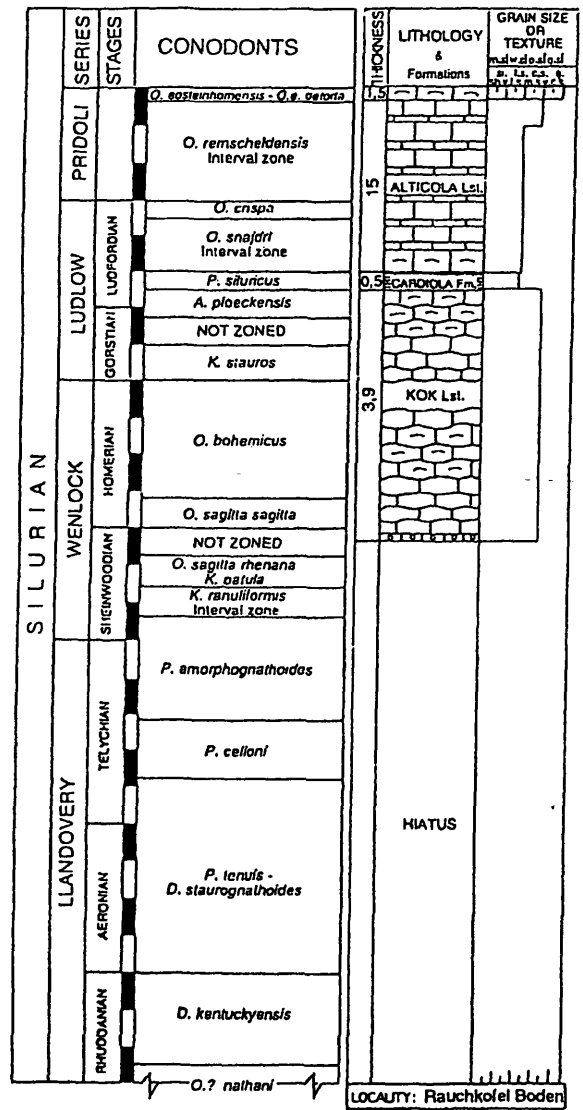 SERIES
STAGES
CONODONTS
THICKNESS
LITHOLOGY
&
Formations
GRAIN SIZE
OR
TEXTURE
SILURIAN
PRIDOLI
LUDLOW
WENLOCK
LLANDOVERY
LUDFORDIAN
GORSTIAN
HOMERIAN
SHEINWOODIAN
TELYCHIAN
AERONIAN
RHUDDANIAN
O. eosteinhornensis - O.e. detorta
O. remscheidensis
Interval zone
O. crispa
O. snajdri
Interval zone
P. siluricus
A. ploeckensis
NOT ZONED
K. stauros
O. bohemicus
O. sagitta sagitta
NOT ZONED
O. sagitta rhenana
K. patula
K. ranuliformis
Interval zone
P. amorphognathoides
P. celloni
P. tenuis -
D. staurognathoides
D. kentuckyensis
O.? nathani
1,5
15
0,5
3,9
ALTICOLA Lst.
CARDIOLA Fm.
KOK Lst.
HIATUS
LOCALITY: Rauchkofel Boden